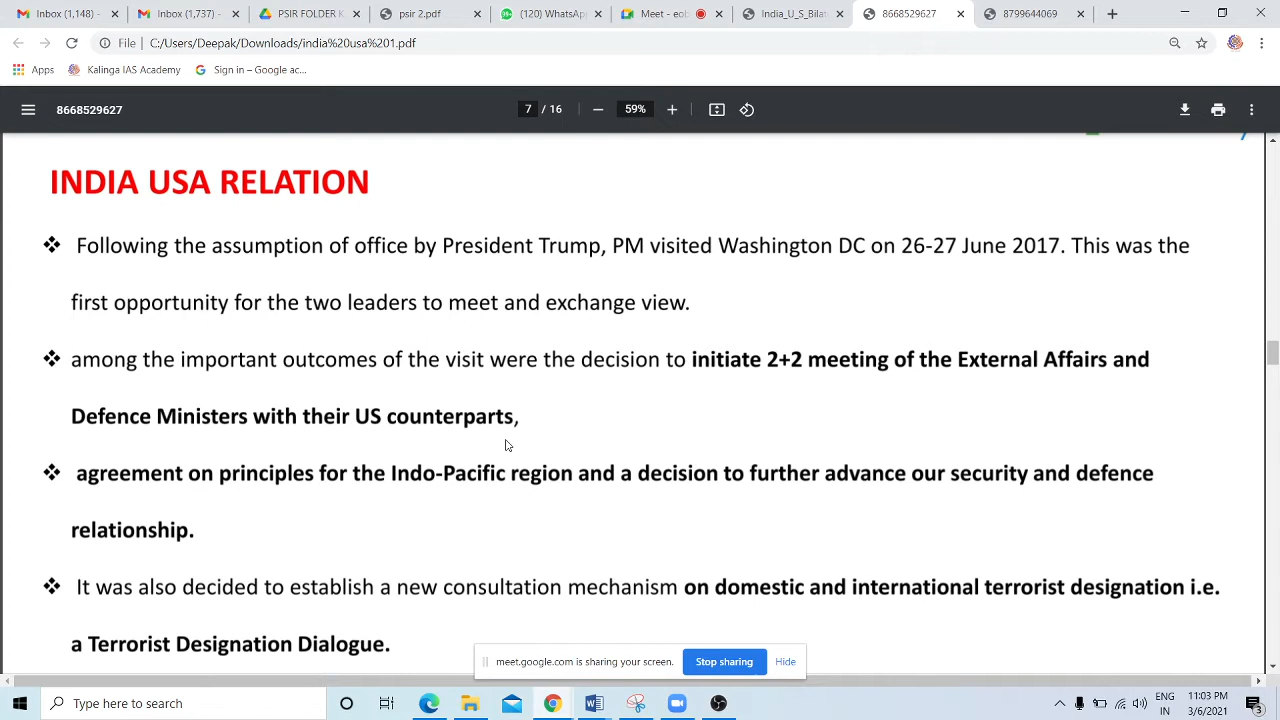 Inbox (1,148) -
Inbox (1,147) -
PSIR FOLDER K
psir 2.pdf
(120) WhatsApp
Meet - eob
India_U_S_Bilat
8668529627
8799644069
File | C:/Users/Deepak/Downloads/india%20usa%201.pdf
Apps Kalinga IAS Academy Sign in – Google ac...
8668529627 7 / 16 59%
INDIA USA RELATION
Following the assumption of office by President Trump, PM visited Washington DC on 26-27 June 2017. This was the
first opportunity for the two leaders to meet and exchange view.
among the important outcomes of the visit were the decision to initiate 2+2 meeting of the External Affairs and
Defence Ministers with their US counterparts,
agreement on principles for the Indo-Pacific region and a decision to further advance our security and defence
relationship.
It was also decided to establish a new consultation mechanism on domestic and international terrorist designation i.e.
a Terrorist Designation Dialogue.
meet.google.com is sharing your screen. Stop sharing Hide
Type here to search
EN
IN
11:03 PM
3/6/2021
3